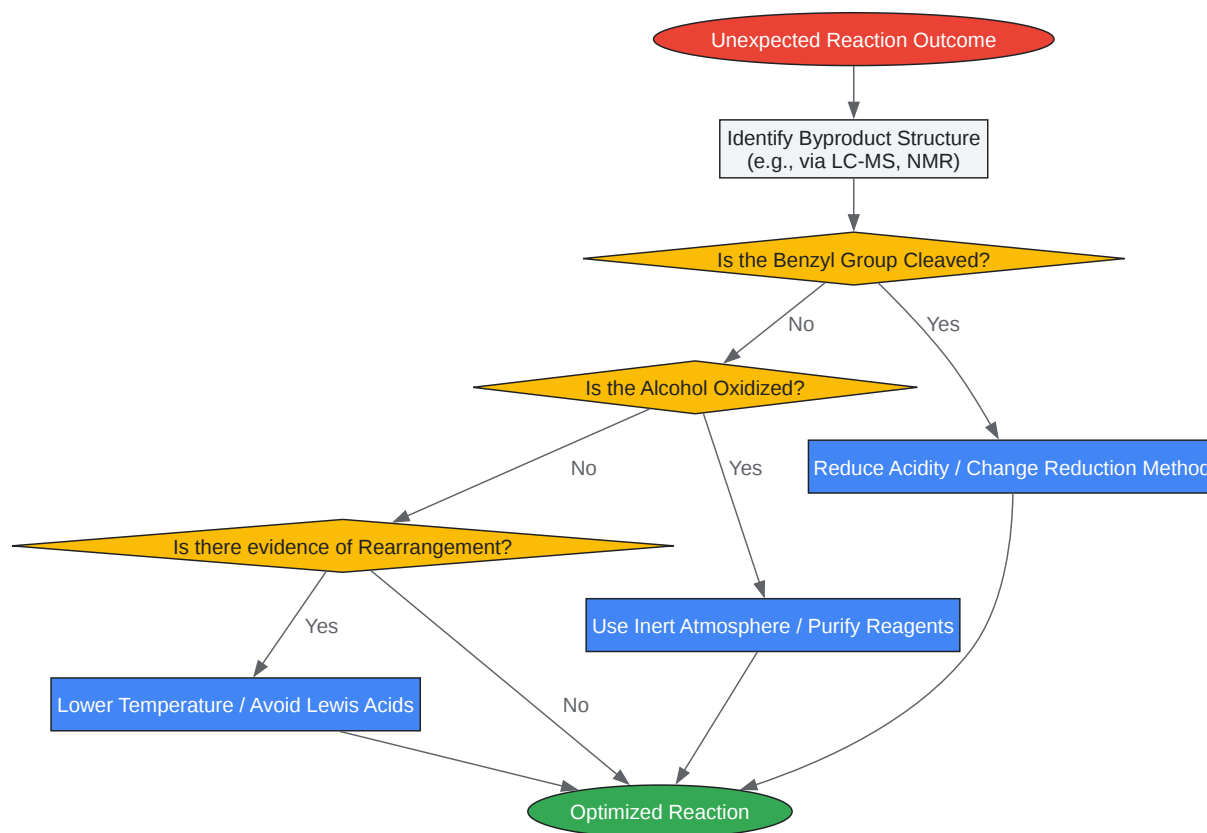 Unexpected Reaction Outcome
Identify Byproduct Structure
(e.g., via LC-MS, NMR)
Is the Benzyl Group Cleaved?
No
Yes
Is the Alcohol Oxidized?
No
Yes
Reduce Acidity / Change Reduction Method
Is there evidence of Rearrangement?
Yes
No
Use Inert Atmosphere / Purify Reagents
Lower Temperature / Avoid Lewis Acids
Optimized Reaction